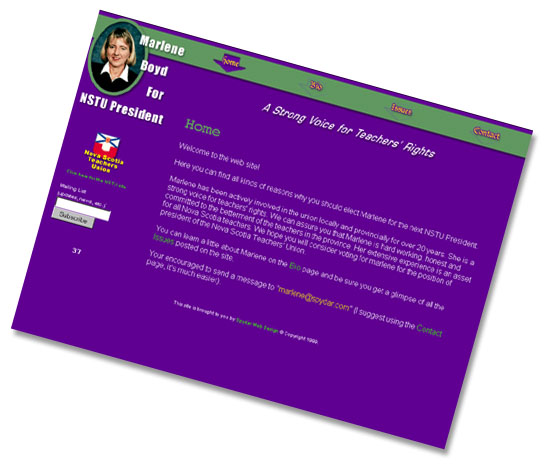 Marlene
Boyd
For
NSTU President
Home
Bio
Issues
Contact
A Strong Voice for Teachers' Rights
Nova Scotia
Teachers
Union
Mailing List
(updates, news, etc.)
Subscribe
37
Home
Welcome to the web site!
Here you can find all kinds of reasons why you should elect Marlene for the next NSTU President.
Marlene has been actively involved in the union locally and provincially for over 20 years. She is a
strong voice for teachers' rights. We can assure you that Marlene is hard working, honest and
committed to the betterment of the teachers in the province. Her extensive experience is an asset
for all Nova Scotia teachers. We hope you will consider voting for Marlene for the position of
president of the Nova Scotia Teachers' Union.
You can learn a little about Marlene on the Bio page and be sure you get a glimpse of all the
Issues posted on the site.
Your encouraged to send a message to "marlene@spycar.com" (I suggest using the Contact
page, it's much easier).
This site is brought to you by Spycar Web Design © Copyright 1999.